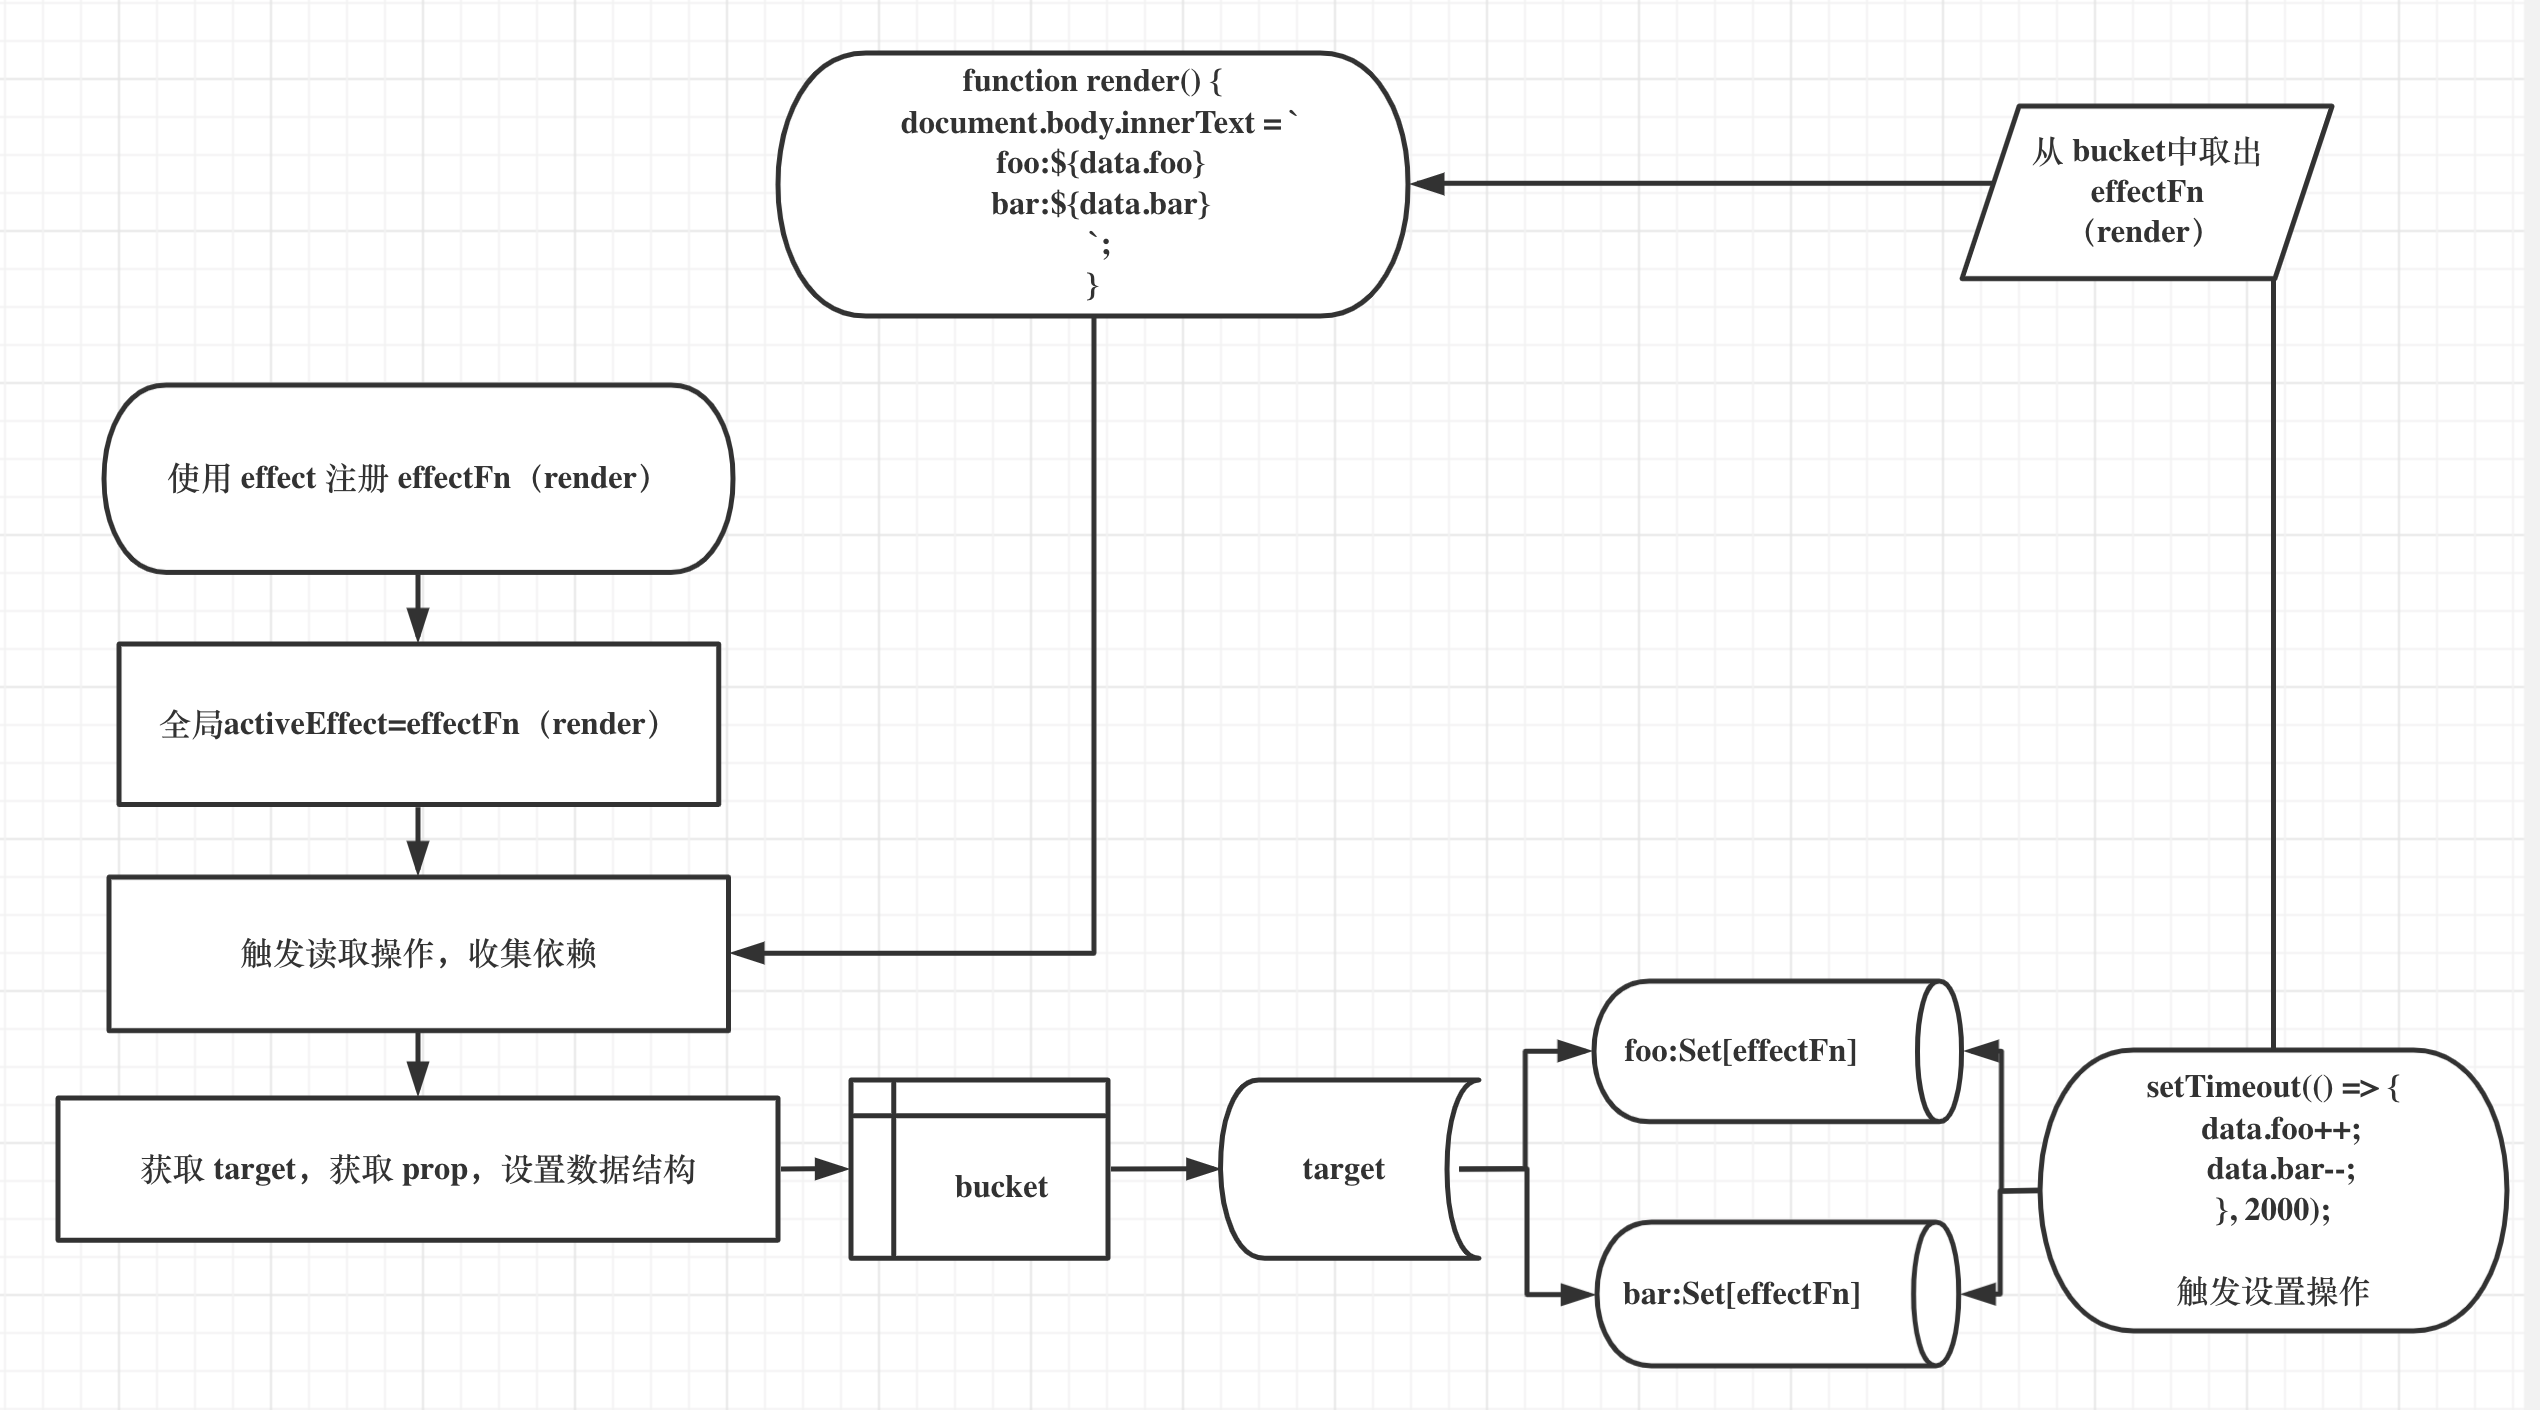 function render() {
document.body.innerText = `
foo:${data.foo}
bar:${data.bar}
`;
}
从 bucket中取出
effectFn
（render）
使用 effect 注册 effectFn（render）
全局activeEffect=effectFn（render）
触发读取操作，收集依赖
获取 target，获取 prop，设置数据结构
bucket
target
foo:Set[effectFn]
bar:Set[effectFn]
setTimeout(() => {
data.foo++;
data.bar--;
}, 2000);
触发设置操作